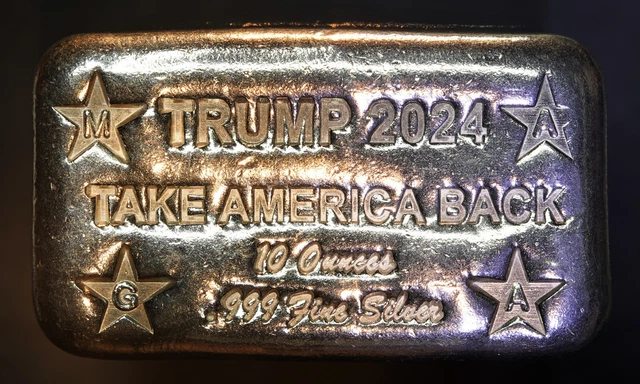 M TRUMP 2024 A
TAKE AMERICA BACK
10 Ounces
G .999 Fine Silver A